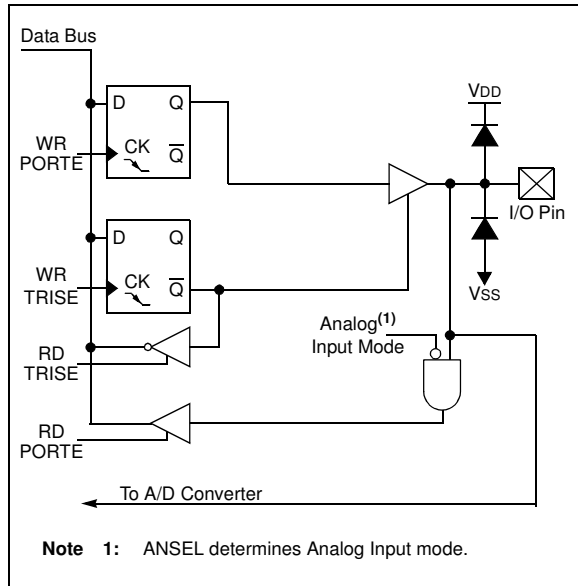 Data Bus
D Q
CK Q
WR
PORTE
VDD
I/O Pin
VSS
D Q
CK Q
WR
TRISE
RD
TRISE
Analog(1)
Input Mode
RD
PORTE
To A/D Converter
Note 1: ANSEL determines Analog Input mode.